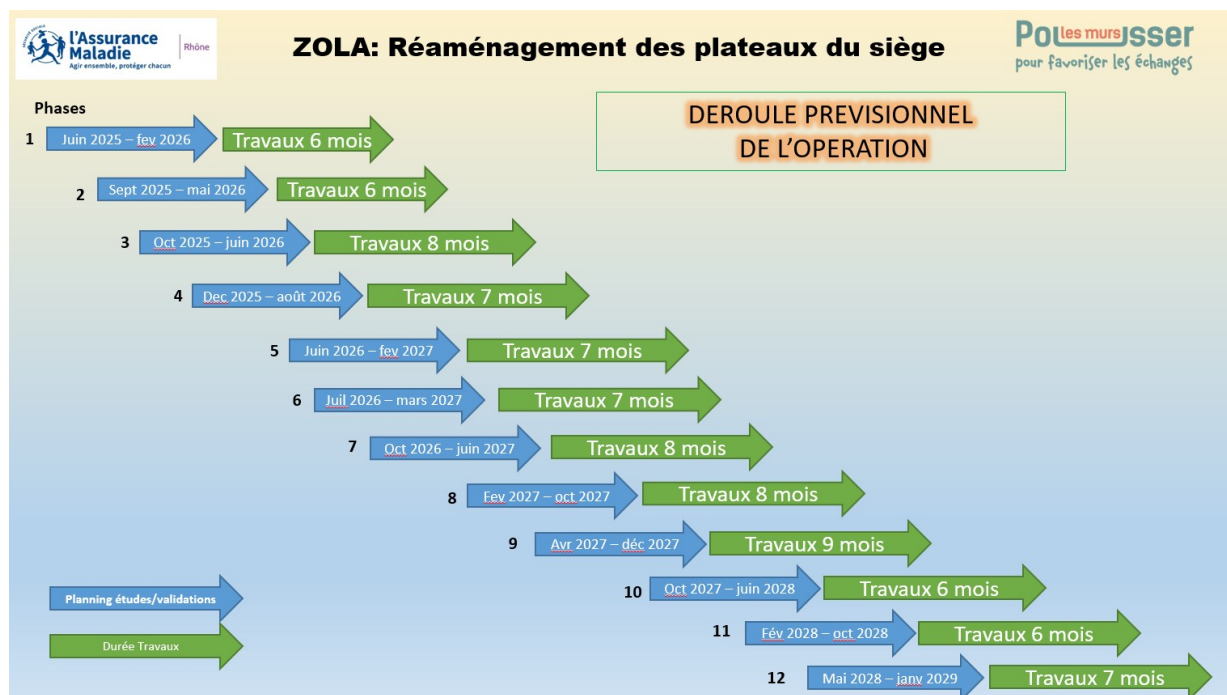 SÉCURITÉ SOCIALE
l'Assurance
Maladie
Agir ensemble, protéger chacun
Rhône
ZOLA: Réaménagement des plateaux du siège
POUsser
les murs
pour favoriser les échanges
DEROULE PREVISIONNEL
DE L'OPERATION
Phases
1 Juin 2025 – fev 2026 Travaux 6 mois
2 Sept 2025 – mai 2026 Travaux 6 mois
3 Oct 2025 – juin 2026 Travaux 8 mois
4 Dec 2025 – août 2026 Travaux 7 mois
5 Juin 2026 – fev 2027 Travaux 7 mois
6 Juil 2026 – mars 2027 Travaux 7 mois
7 Oct 2026 – juin 2027 Travaux 8 mois
8 Fev 2027 – oct 2027 Travaux 8 mois
9 Avr 2027 – déc 2027 Travaux 9 mois
10 Oct 2027 – juin 2028 Travaux 6 mois
11 Fév 2028 – oct 2028 Travaux 6 mois
12 Mai 2028 – janv 2029 Travaux 7 mois
Planning études/validations
Durée Travaux